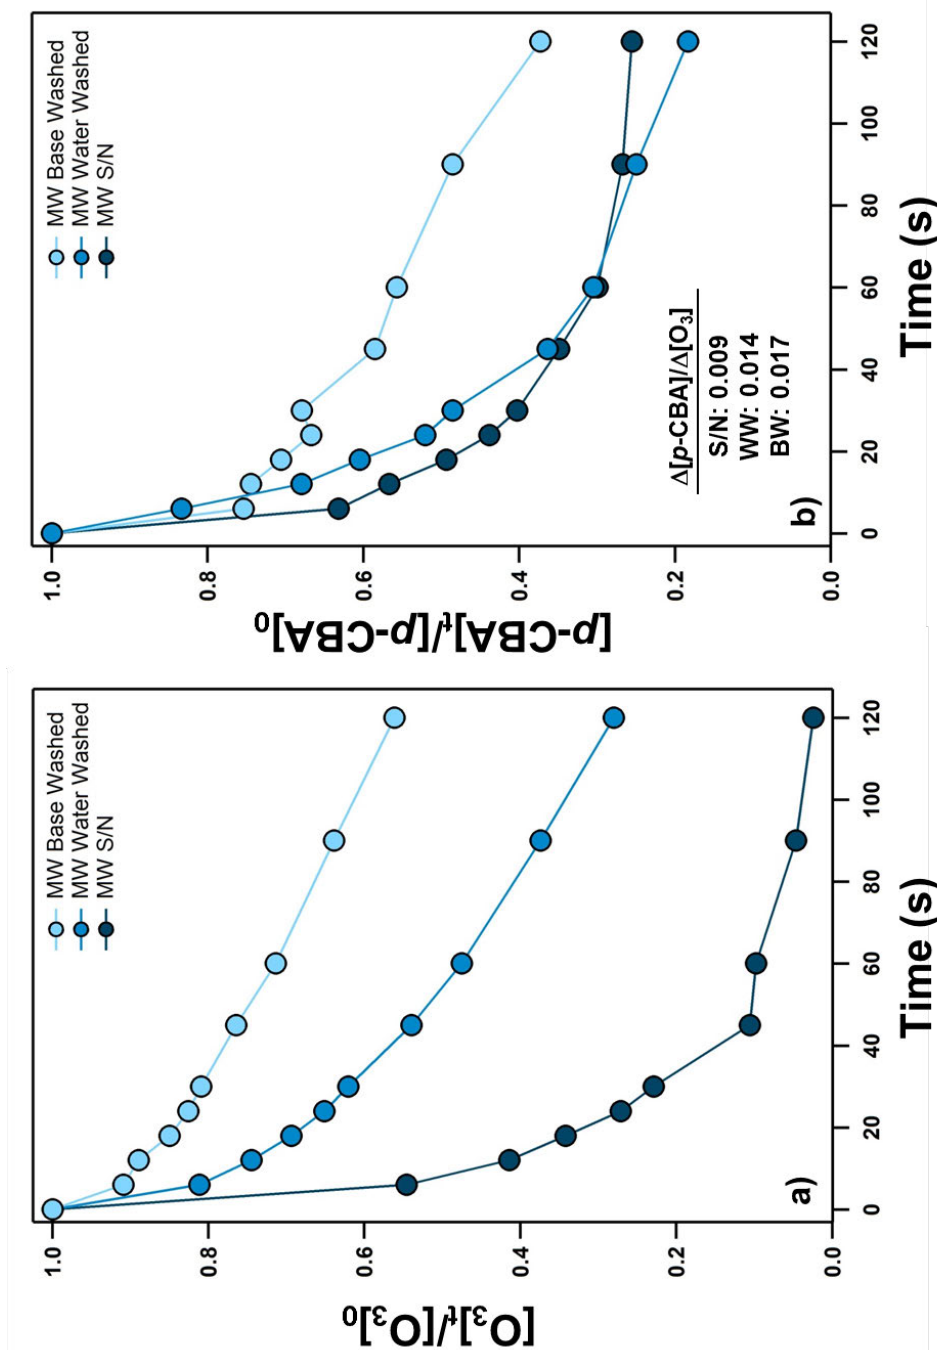 MW Base Washed
MW Water Washed
MW S/N
[O3]t/[O3]0
1.0
0.8
0.6
0.4
0.2
0.0
a)
0
20
40
60
80
100
120
Time (s)
MW Base Washed
MW Water Washed
MW S/N
[p-CBA]t/[p-CBA]0
1.0
0.8
0.6
0.4
0.2
0.0
Δ[p-CBA]/Δ[O3]
S/N: 0.009
WW: 0.014
BW: 0.017
b)
0
20
40
60
80
100
120
Time (s)